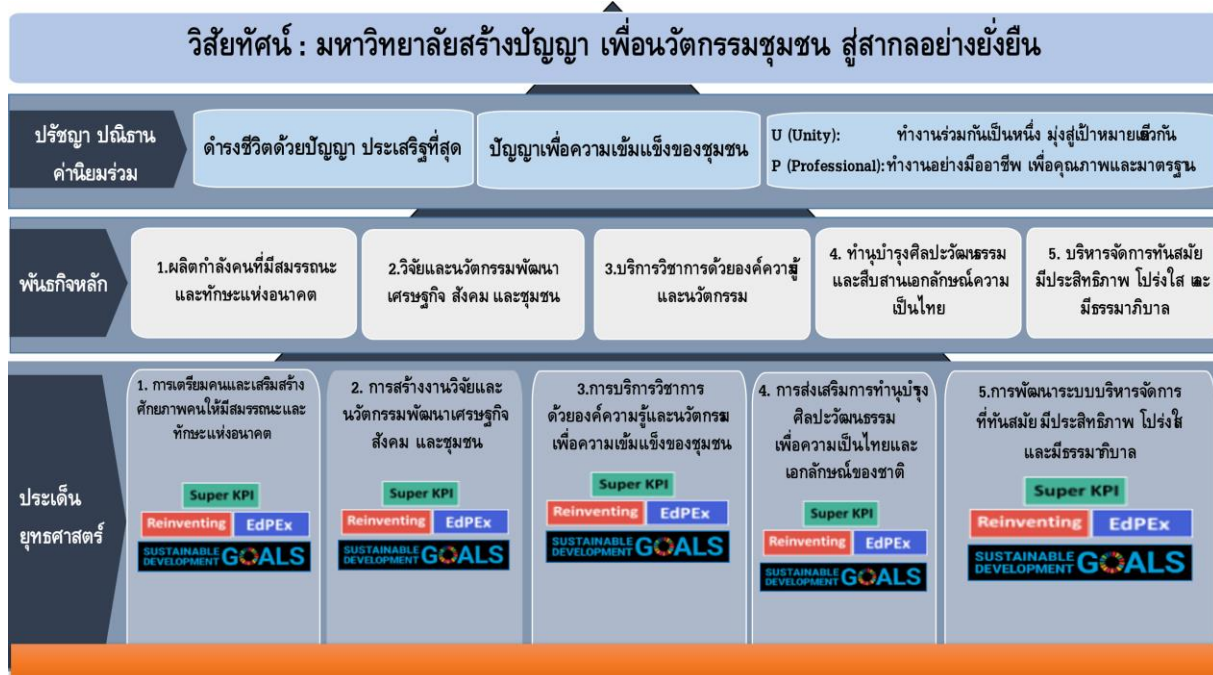 วิสัยทัศน์ : มหาวิทยาลัยสร้างปัญญา เพื่อนวัตกรรมชุมชน สู่สากลอย่างยั่งยืน
ปรัชญา ปณิธาน
ค่านิยมร่วม
ดำรงชีวิตด้วยปัญญา ประเสริฐที่สุด
ปัญญาเพื่อความเข้มแข็งของชุมชน
U (Unity): ทำงานร่วมกันเป็นหนึ่ง มุ่งสู่เป้าหมายเดียวกัน
P (Professional): ทำงานอย่างมืออาชีพ เพื่อคุณภาพและมาตรฐาน
พันธกิจหลัก
1.ผลิตกำลังคนที่มีสมรรถนะ
และทักษะแห่งอนาคต
2.วิจัยและนวัตกรรมพัฒนา
เศรษฐกิจ สังคม และชุมชน
3.บริการวิชาการด้วยองค์ความรู้
และนวัตกรรม
4. ทำนุบำรุงศิลปะวัฒนธรรม
และสืบสานเอกลักษณ์ความ
เป็นไทย
5. บริหารจัดการทันสมัย
มีประสิทธิภาพ โปร่งใส และ
มีธรรมาภิบาล
ประเด็น
ยุทธศาสตร์
1. การเตรียมคนและเสริมสร้าง
ศักยภาพคนให้มีสมรรถนะและ
ทักษะแห่งอนาคต
Super KPI
Reinventing EdPEx
SUSTAINABLE DEVELOPMENT GOALS
2. การสร้างงานวิจัยและ
นวัตกรรมพัฒนาเศรษฐกิจ
สังคม และชุมชน
Super KPI
Reinventing EdPEx
SUSTAINABLE DEVELOPMENT GOALS
3.การบริการวิชาการ
ด้วยองค์ความรู้และนวัตกรรม
เพื่อความเข้มแข็งของชุมชน
Super KPI
Reinventing EdPEx
SUSTAINABLE DEVELOPMENT GOALS
4. การส่งเสริมการทำนุบำรุง
ศิลปะวัฒนธรรม
เพื่อความเป็นไทยและ
เอกลักษณ์ของชาติ
Super KPI
Reinventing EdPEx
SUSTAINABLE DEVELOPMENT GOALS
5.การพัฒนาระบบบริหารจัดการ
ที่ทันสมัย มีประสิทธิภาพ โปร่งใส
และมีธรรมาภิบาล
Super KPI
Reinventing EdPEx
SUSTAINABLE DEVELOPMENT GOALS